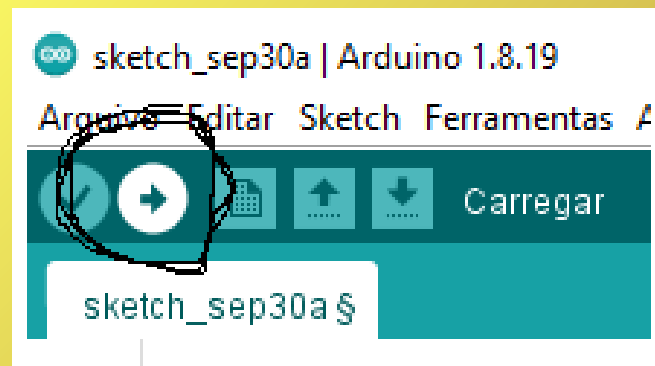 sketch_sep30a | Arduino 1.8.19
Arquivo Editar Sketch Ferramentas A
Carregar
sketch_sep30a §